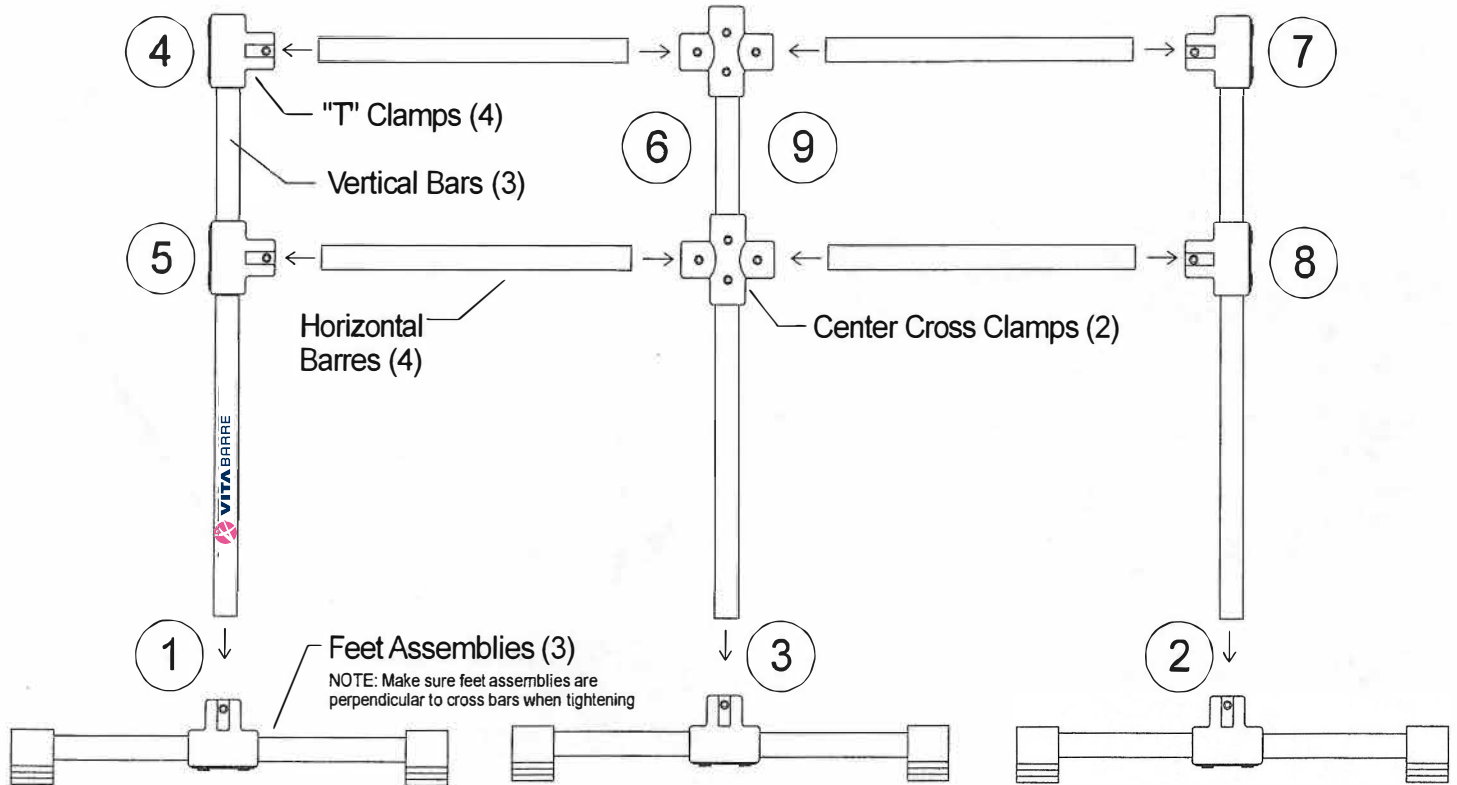 4
7
"T" Clamps (4)
6
9
Vertical Bars (3)
5
8
Horizontal
Barres (4)
Center Cross Clamps (2)
VITABARRE
1
Feet Assemblies (3)
NOTE: Make sure feet assemblies are
perpendicular to cross bars when tightening
3
2